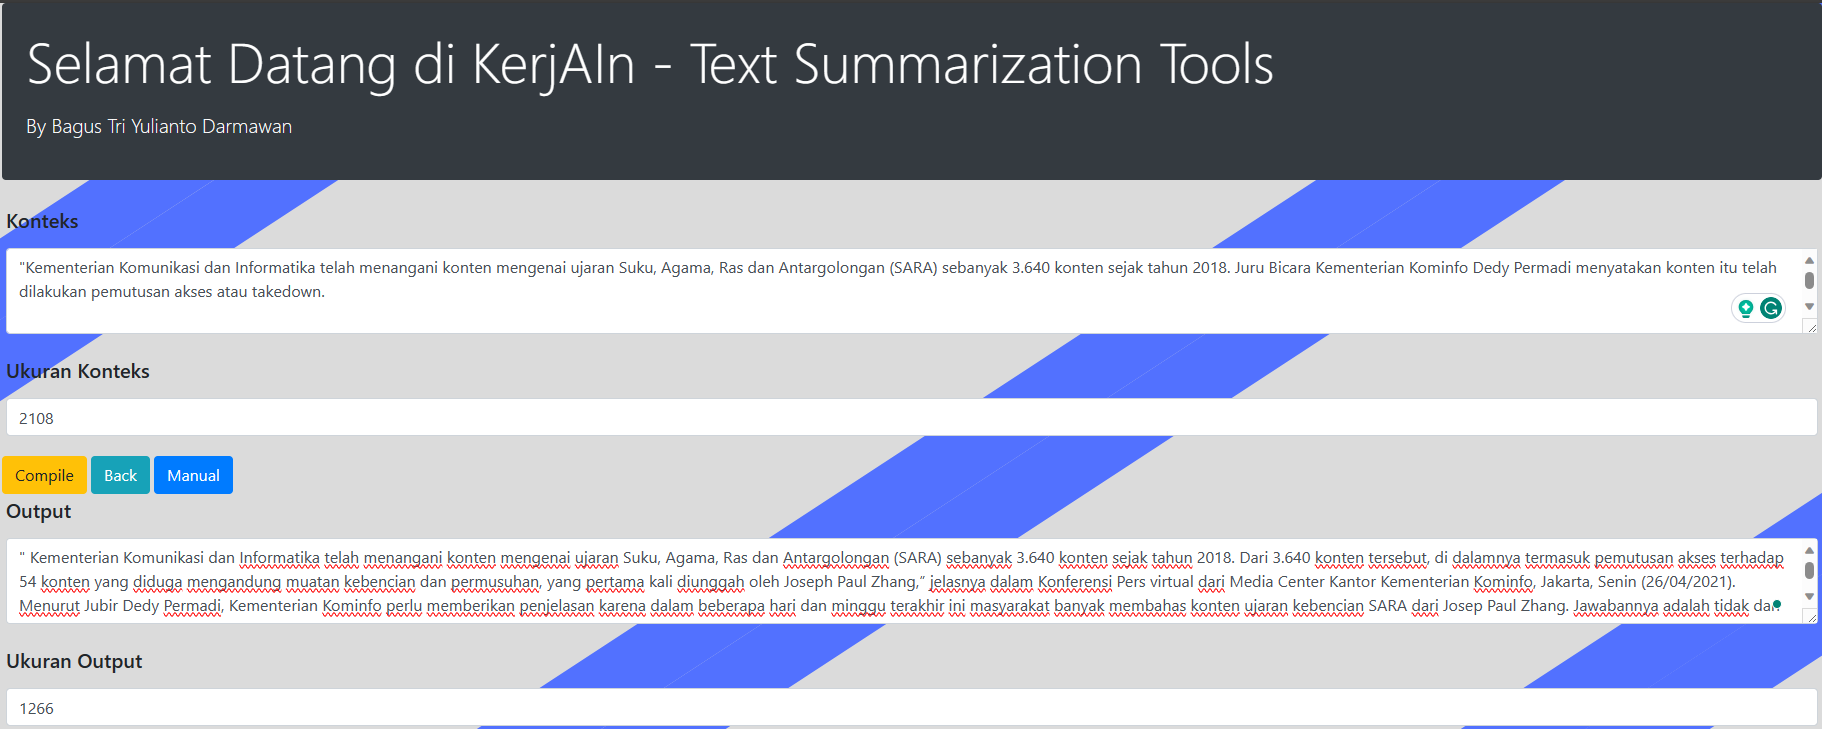 Selamat Datang di KerjAIn - Text Summarization Tools
By Bagus Tri Yulianto Darmawan
Konteks
"Kementerian Komunikasi dan Informatika telah menangani konten mengenai ujaran Suku, Agama, Ras dan Antargolongan (SARA) sebanyak 3.640 konten sejak tahun 2018. Juru Bicara Kementerian Kominfo Dedy Permadi menyatakan konten itu telah
dilakukan pemutusan akses atau takedown.
Ukuran Konteks
2108
Compile Back Manual
Output
" Kementerian Komunikasi dan Informatika telah menangani konten mengenai ujaran Suku, Agama, Ras dan Antargolongan (SARA) sebanyak 3.640 konten sejak tahun 2018. Dari 3.640 konten tersebut, di dalamnya termasuk pemutusan akses terhadap
54 konten yang diduga mengandung muatan kebencian dan permusuhan, yang pertama kali diunggah oleh Joseph Paul Zhang,” jelasnya dalam Konferensi Pers virtual dari Media Center Kantor Kementerian Kominfo, Jakarta, Senin (26/04/2021).
Menurut Jubir Dedy Permadi, Kementerian Kominfo perlu memberikan penjelasan karena dalam beberapa hari dan minggu terakhir ini masyarakat banyak membahas konten ujaran kebencian SARA dari Josep Paul Zhang. Jawabannya adalah tidak dan
Ukuran Output
1266